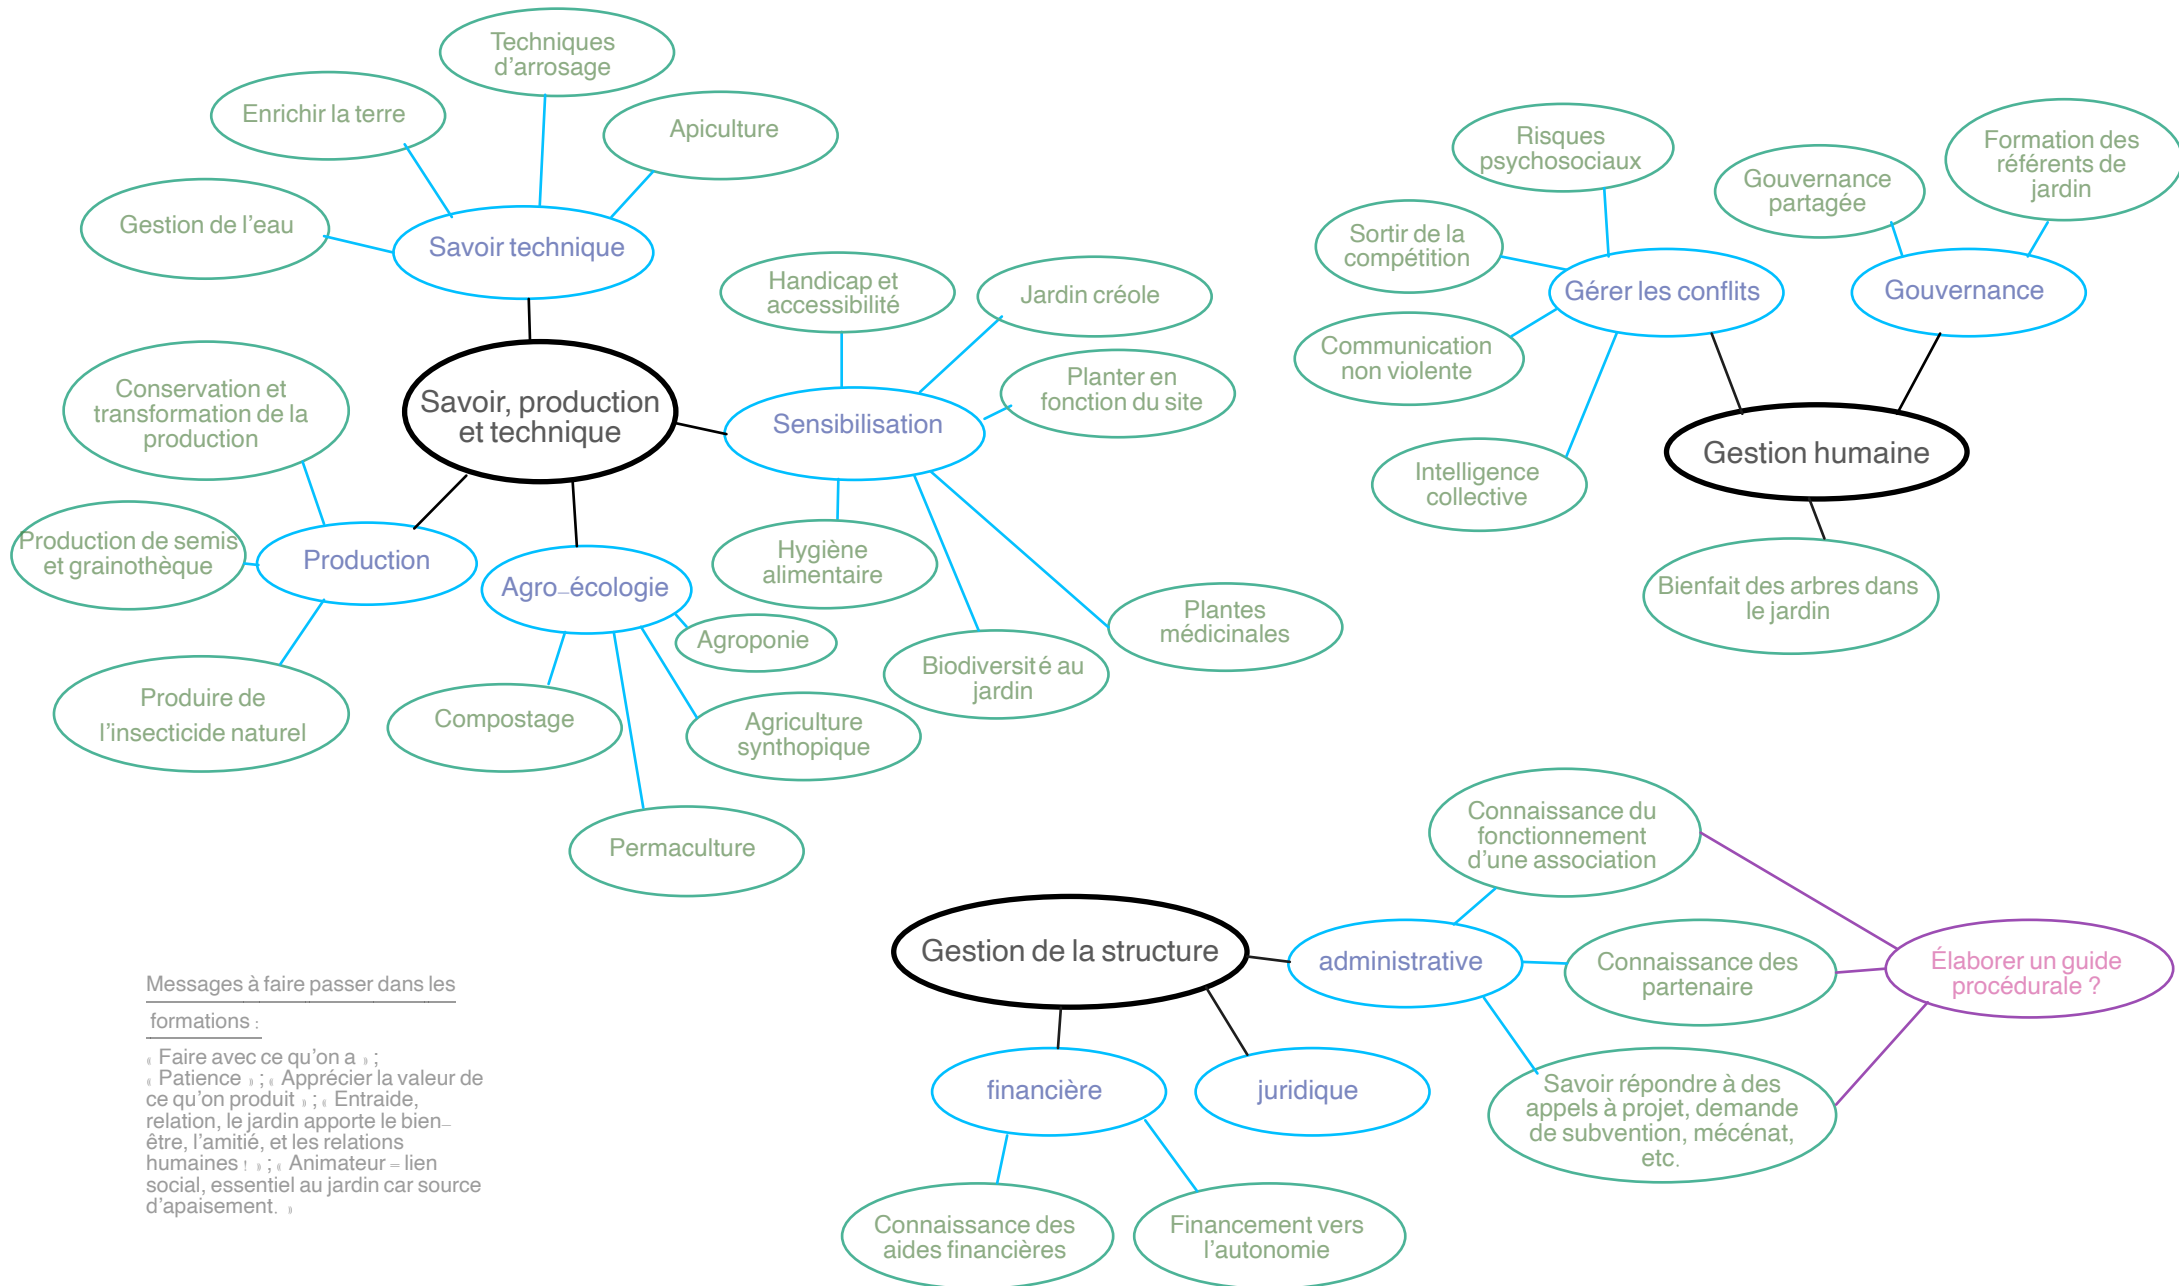 Techniques
d'arrosage
Enrichir la terre
Apiculture
Gestion de l'eau
Savoir technique
Handicap et
accessibilité
Jardin créole
Planter en
fonction du site
Conservation et
transformation de la
production
Savoir, production
et technique
Sensibilisation
Production de semis
et grainothèque
Production
Agro-écologie
Hygiène
alimentaire
Agroponie
Plantes
médicinales
Biodiversité au
jardin
Produire de
l'insecticide naturel
Compostage
Agriculture
synthopique
Permaculture
Risques
psychosociaux
Gouvernance
partagée
Formation des
référents de
jardin
Sortir de la
compétition
Gérer les conflits
Gouvernance
Communication
non violente
Intelligence
collective
Gestion humaine
Bienfait des arbres dans
le jardin
Connaissance du
fonctionnement
d'une association
Gestion de la structure
administrative
Connaissance des
partenaire
Élaborer un guide
procédurale ?
financière
juridique
Savoir répondre à des
appels à projet, demande
de subvention, mécénat,
etc.
Connaissance des
aides financières
Financement vers
l'autonomie
Messages à faire passer dans les
formations :
« Faire avec ce qu'on a » ;
« Patience » ; « Apprécier la valeur de
ce qu'on produit » ; « Entraide,
relation, le jardin apporte le bien-
être, l'amitié, et les relations
humaines ! » ; « Animateur = lien
social, essentiel au jardin car source
d'apaisement. »